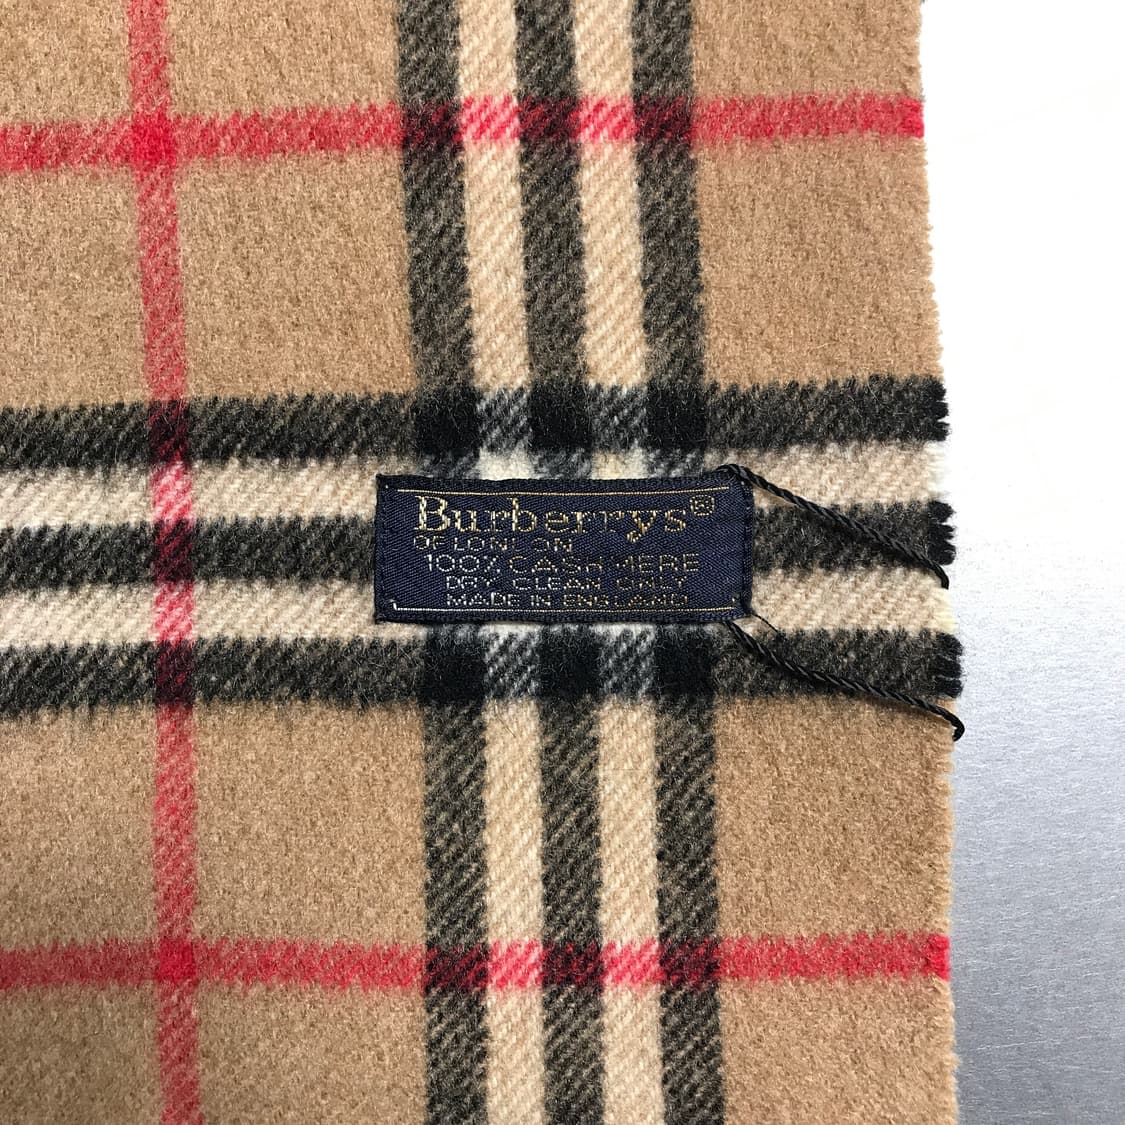 Burberrys®
OF LONDON
100% CASHMERE
DRY CLEAN ONLY
MADE IN ENGLAND